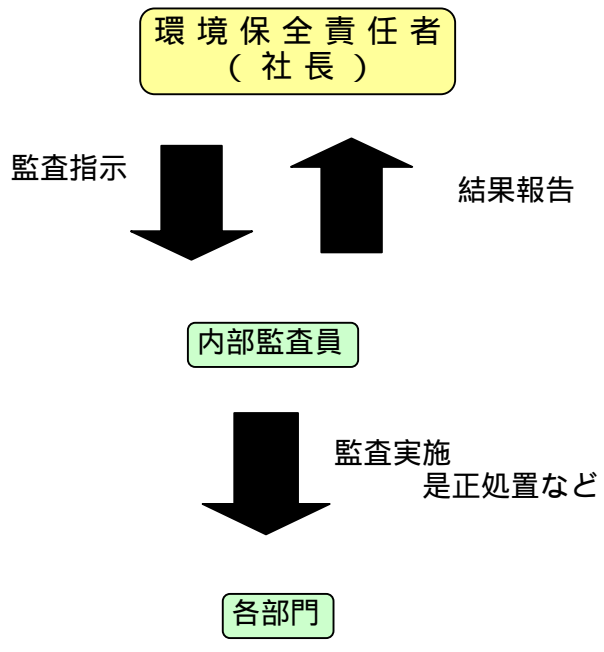 環境保全責任者
(社長)
監査指示
結果報告
内部監査員
監査実施
是正処置など
各部門